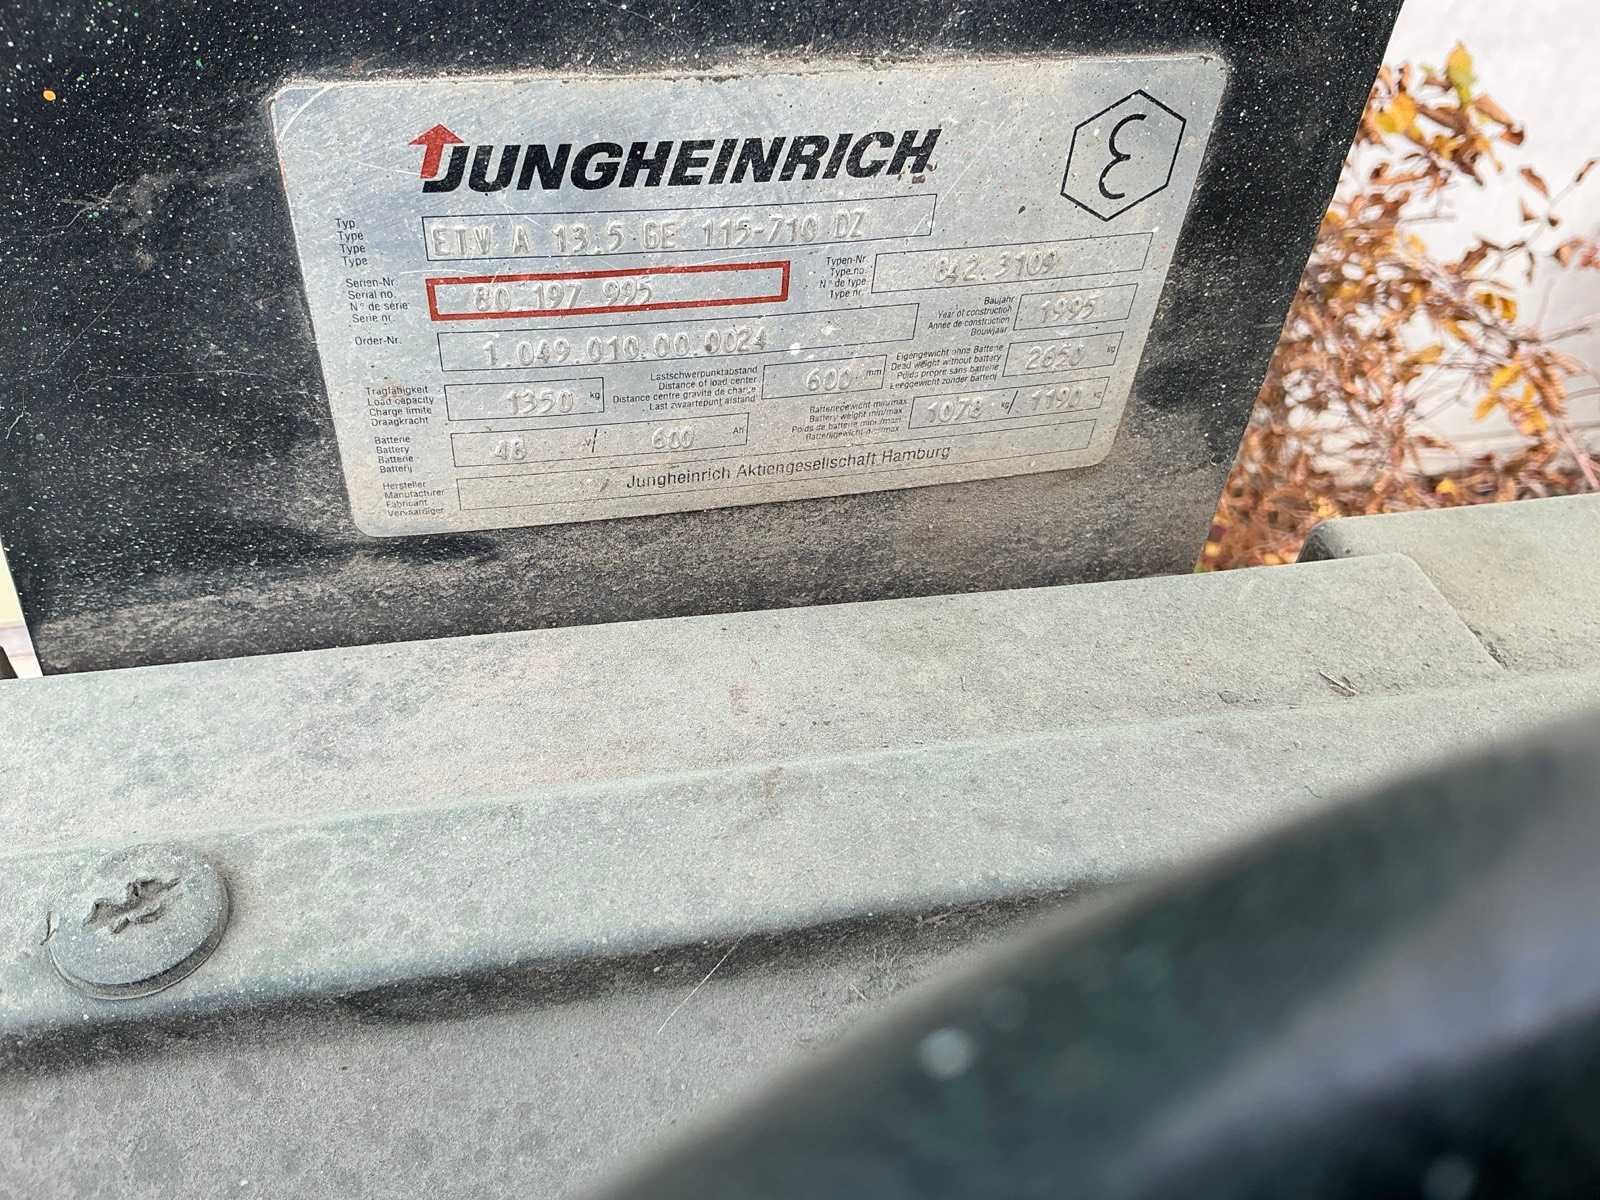 JUNGHEINRICH
Typ
Type
Type
Type
ETV A 13.5 GE 115-710 DZ
Serien-Nr.
Serial no.
N° de série
Serie nr.
80 197 995
Typen-Nr.
Type no.
N° de type
Type nr.
842.3109
Order-Nr.
1.049.010.00.0024
Baujahr
Year of construction
Année de construction
Bouwjaar
1995
Tragfähigkeit
Load capacity
Charge limite
Draagkracht
1350 kg
Lastschwerpunktabstand
Distance of load center
Distance centre gravité de charge
Last zwaartepunt afstand
600 mm
Eigengewicht ohne Batterie
Dead weight without battery
Poids propre sans batterie
Leeggewicht zonder batterij
2650 kg
Batterie
Battery
Batterie
Batterij
48 V/ 600 Ah
Batteriegewicht min/max
Battery weight min/max
Poids de batterie mini/maxi
Batterijgewicht min/max
1078 kg/ 1190 kg
Hersteller
Manufacturer
Fabricant
Vervaardiger
Jungheinrich Aktiengesellschaft Hamburg